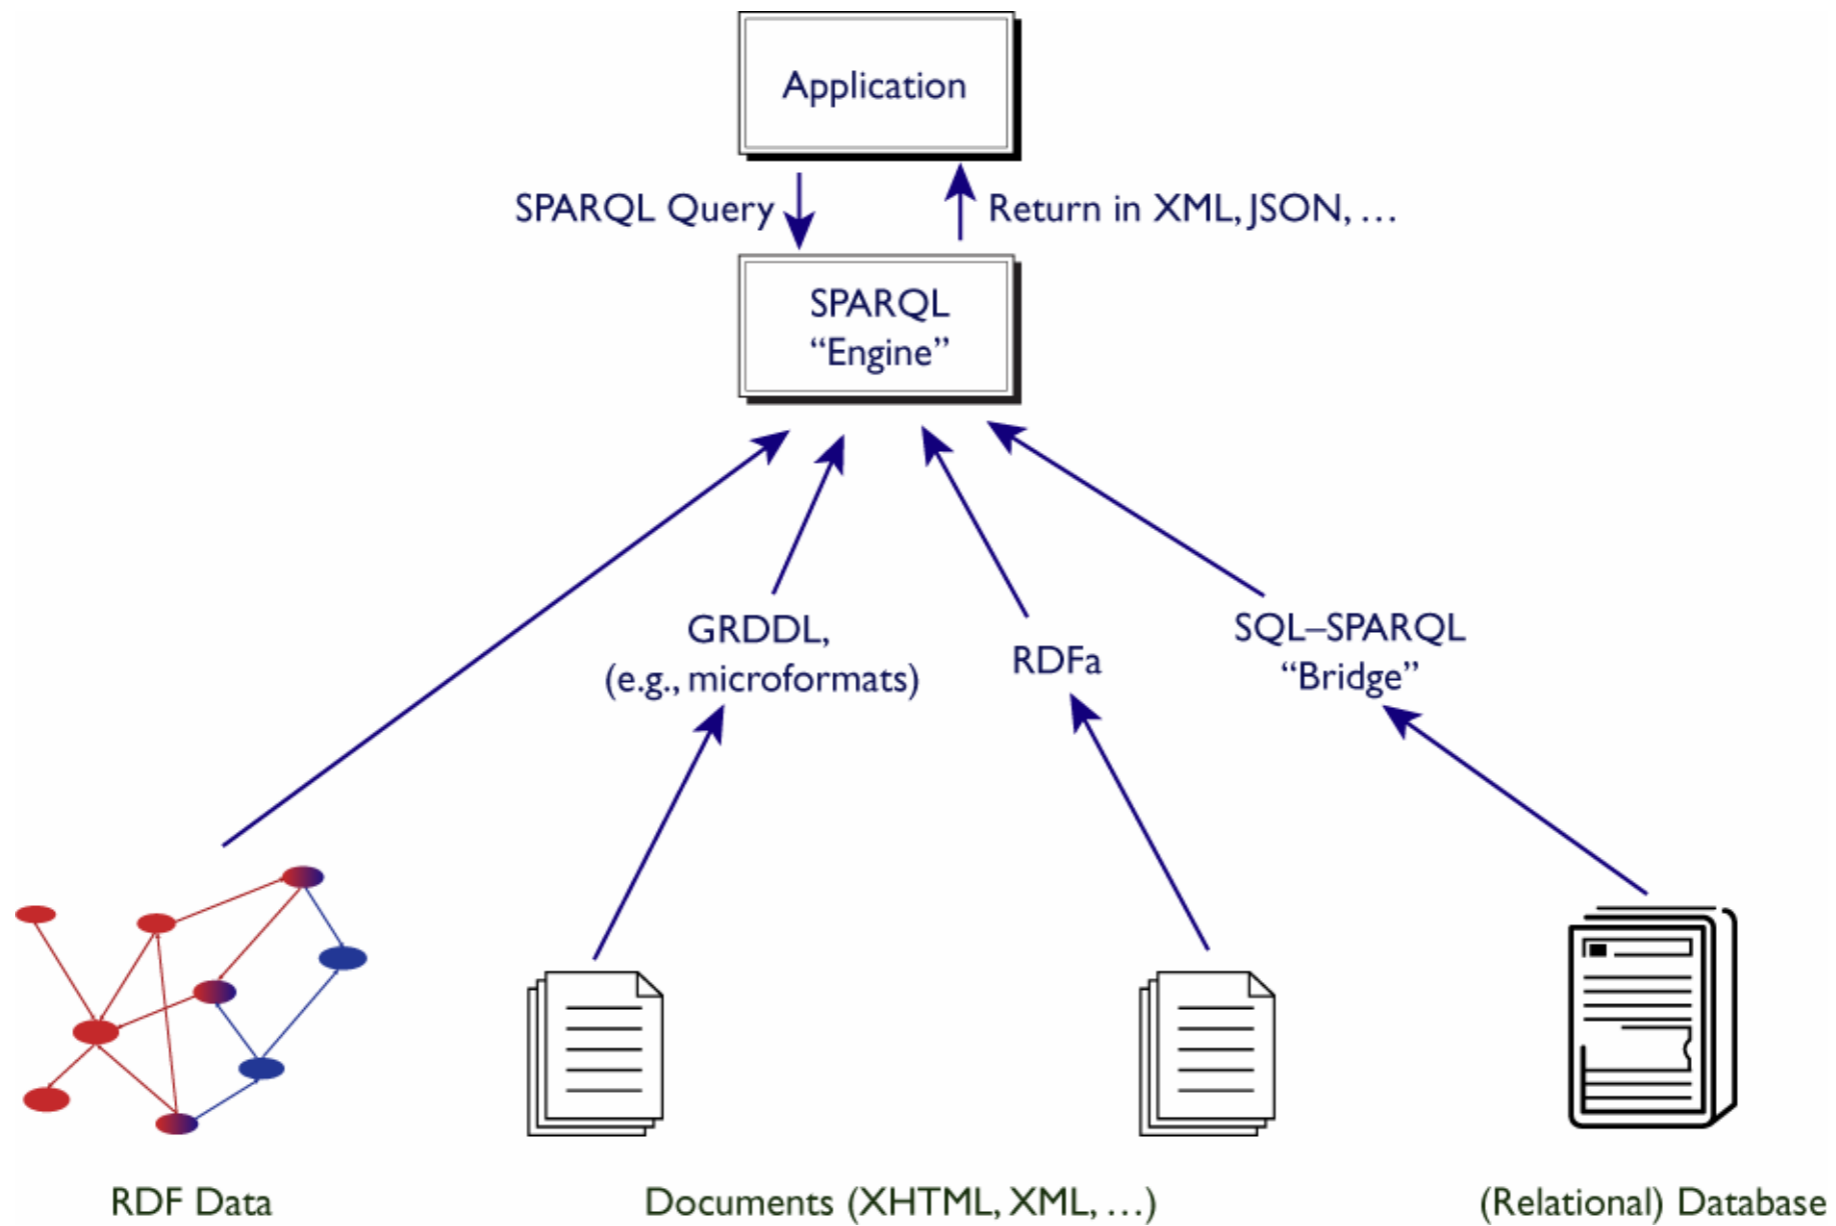 Application
SPARQL Query
Return in XML, JSON, …
SPARQL
“Engine”
GRDDL,
(e.g., microformats)
RDFa
SQL–SPARQL
“Bridge”
RDF Data
Documents (XHTML, XML, …)
(Relational) Database